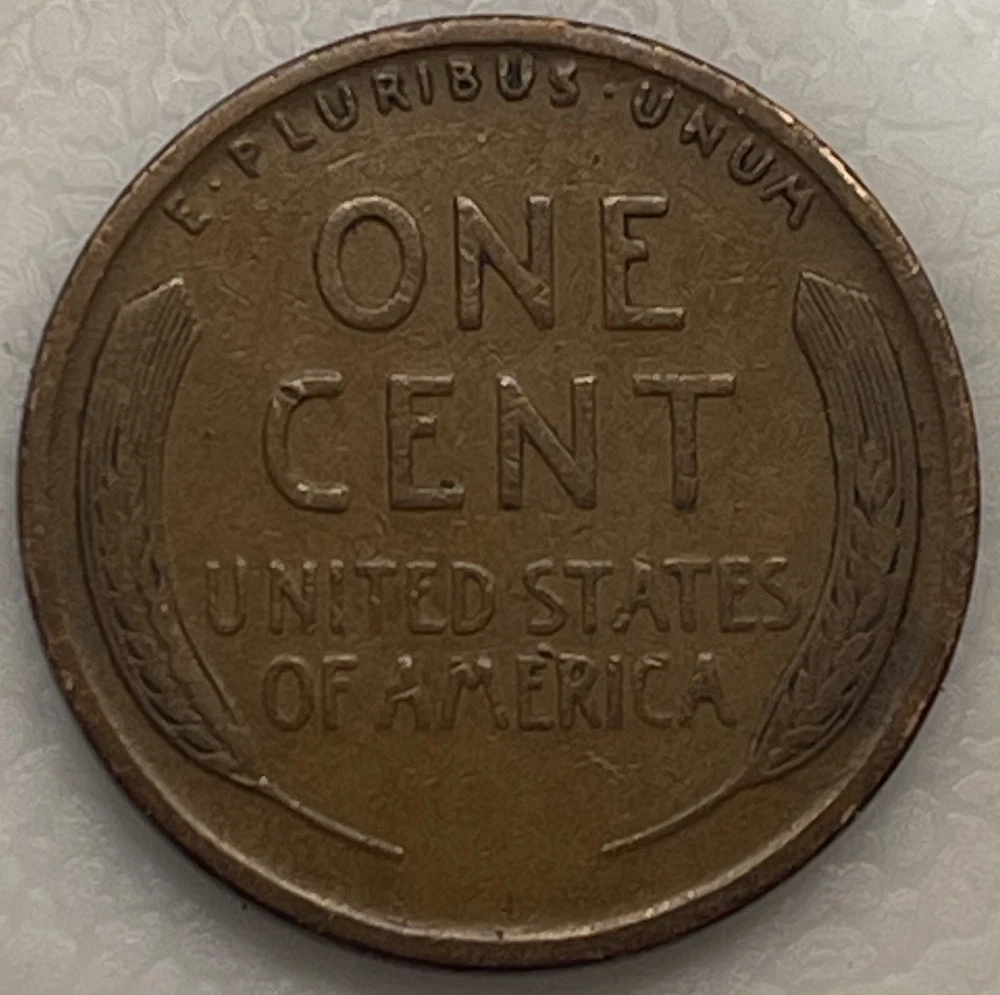 E·PLURIBUS·UNUM
ONE
CENT
UNITED·STATES
OF AMERICA